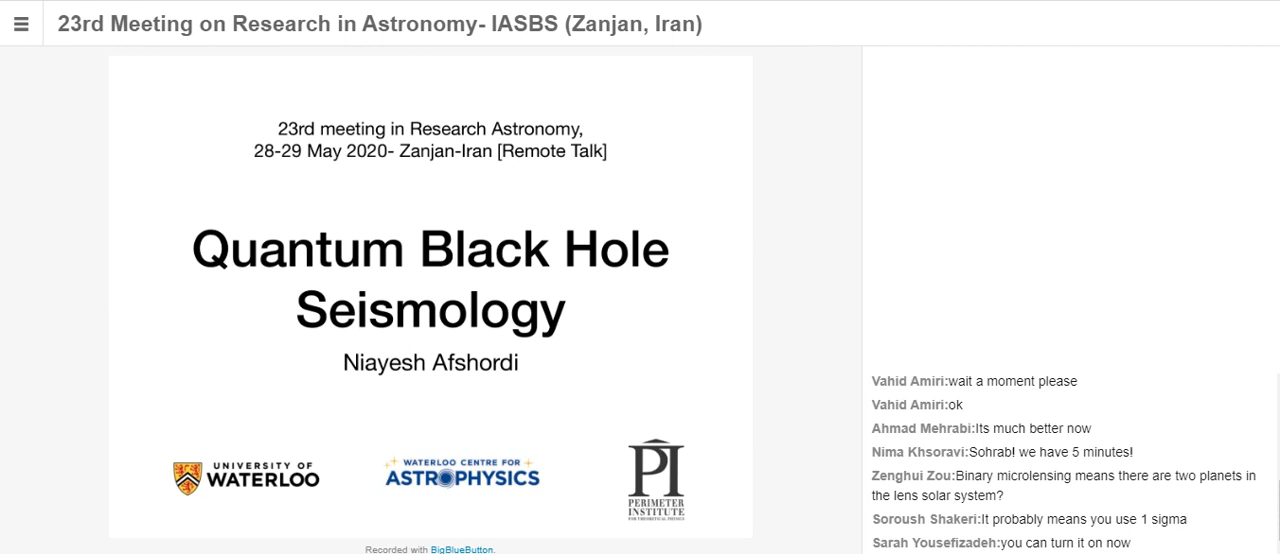 23rd Meeting on Research in Astronomy- IASBS (Zanjan, Iran)
23rd meeting in Research Astronomy,
28-29 May 2020- Zanjan-Iran [Remote Talk]
Quantum Black Hole
Seismology
Niayesh Afshordi
UNIVERSITY OF
WATERLOO
WATERLOO CENTRE FOR
ASTROPHYSICS
PI
PERIMETER
INSTITUTE
FOR THEORETICAL PHYSICS
Recorded with BigBlueButton.
Vahid Amiri:wait a moment please
Vahid Amiri:ok
Ahmad Mehrabi:Its much better now
Nima Khsoravi:Sohrab! we have 5 minutes!
Zenghui Zou:Binary microlensing means there are two planets in
the lens solar system?
Soroush Shakeri:It probably means you use 1 sigma
Sarah Yousefizadeh:you can turn it on now